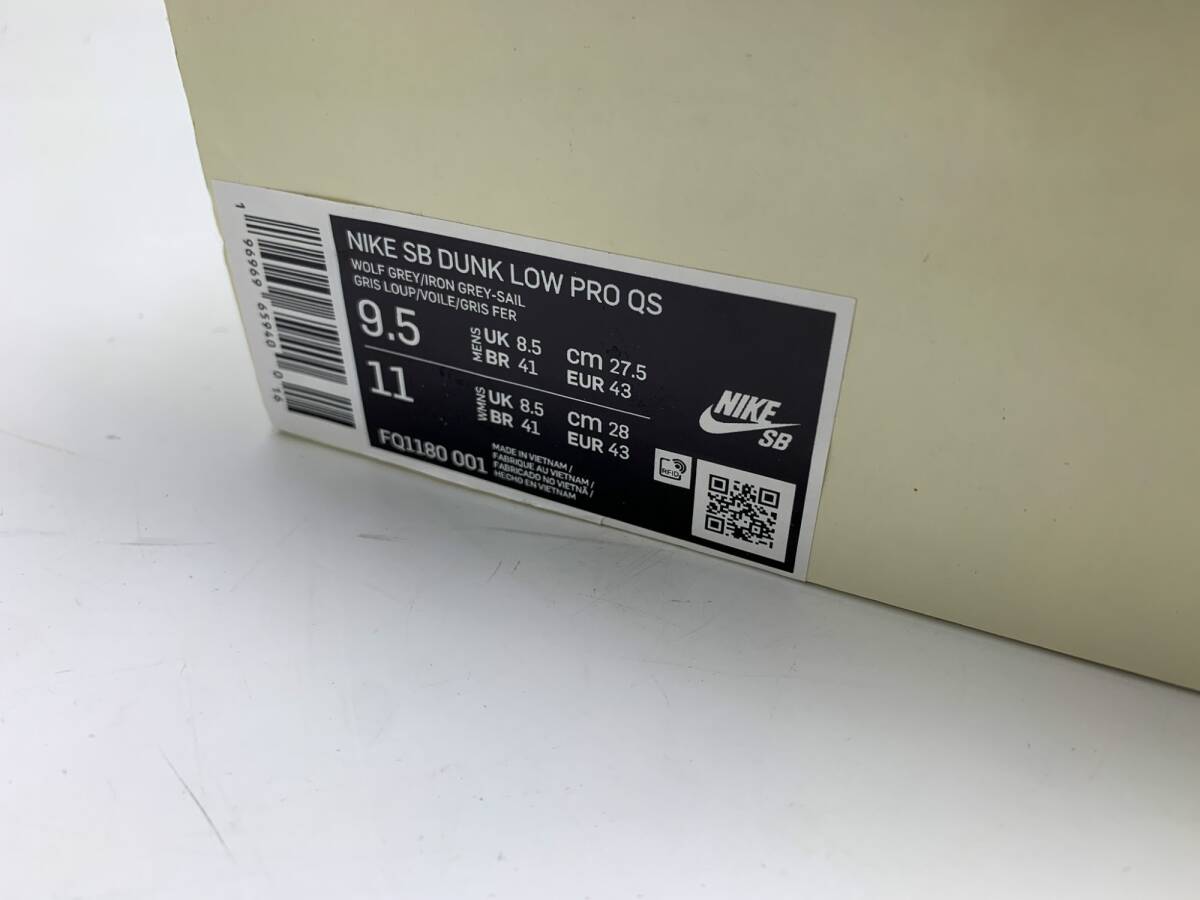 NIKE SB DUNK LOW PRO QS
WOLF GREY/IRON GREY-SAIL
GRIS LOUP/VOILE/GRIS FER
9.5 MENS UK 8.5 cm 27.5
BR 41 EUR 43
11 WMNS UK 8.5 cm 28
BR 41 EUR 43
FQ1180 001
MADE IN VIETNAM /
FABRIQUE AU VIETNAM /
FABRICADO NO VIETNÃ /
HECHO EN VIETNAM
RFID
NIKE
SB
1 96969 65940 0 16